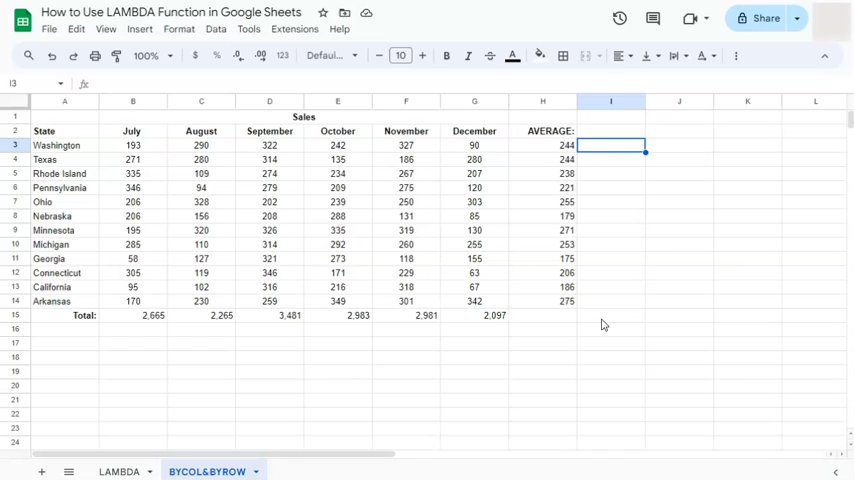 How to Use LAMBDA Function in Google Sheets
File Edit View Insert Format Data Tools Extensions Help
Share
100% $ % .0 .00 123 Defaul... − 10 + B I S A
I3 fx
A B C D E F G H I J K L
1 Sales
2 State July August September October November December AVERAGE:
3 Washington 193 290 322 242 327 90 244
4 Texas 271 280 314 135 186 280 244
5 Rhode Island 335 109 274 234 267 207 238
6 Pennsylvania 346 94 279 209 275 120 221
7 Ohio 206 328 202 239 250 303 255
8 Nebraska 206 156 208 288 131 85 179
9 Minnesota 195 320 326 335 319 130 271
10 Michigan 285 110 314 292 260 255 253
11 Georgia 58 127 321 273 118 155 175
12 Connecticut 305 119 346 171 229 63 206
13 California 95 102 316 216 318 67 186
14 Arkansas 170 230 259 349 301 342 275
15 Total: 2,665 2,265 3,481 2,983 2,981 2,097
16
17
18
19
20
21
22
23
24
+ LAMBDA BYCOL&BYROW